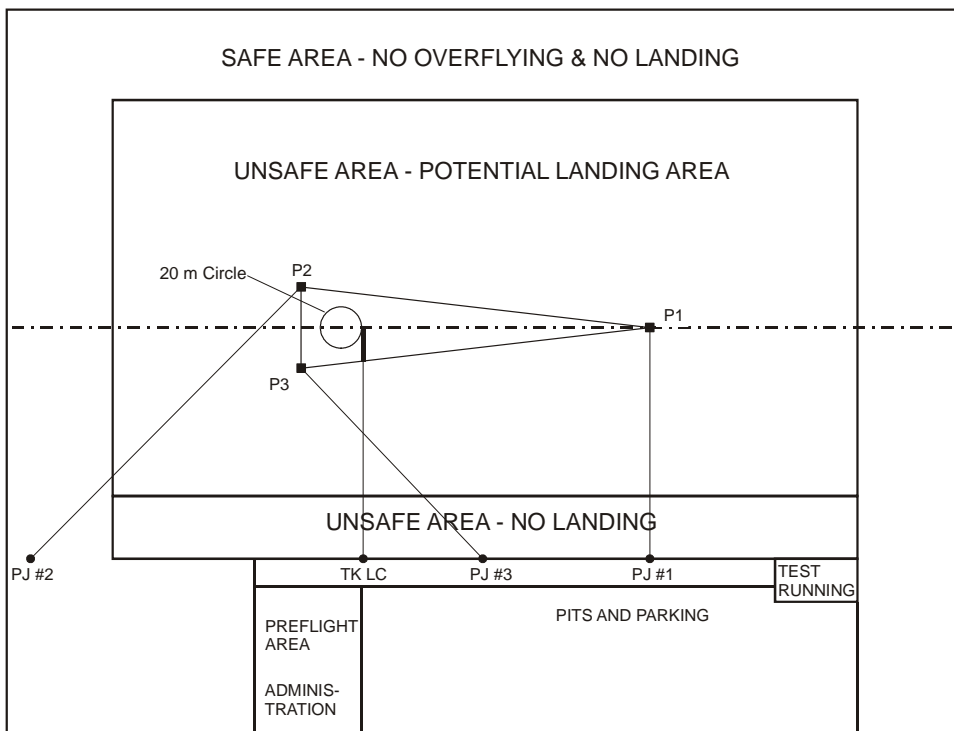 SAFE AREA - NO OVERFLYING & NO LANDING
UNSAFE AREA - POTENTIAL LANDING AREA
20 m Circle
P2
P1
P3
UNSAFE AREA - NO LANDING
PJ #2
TK LC
PJ #3
PJ #1
TEST
RUNNING
PITS AND PARKING
PREFLIGHT
AREA
ADMINIS-
TRATION